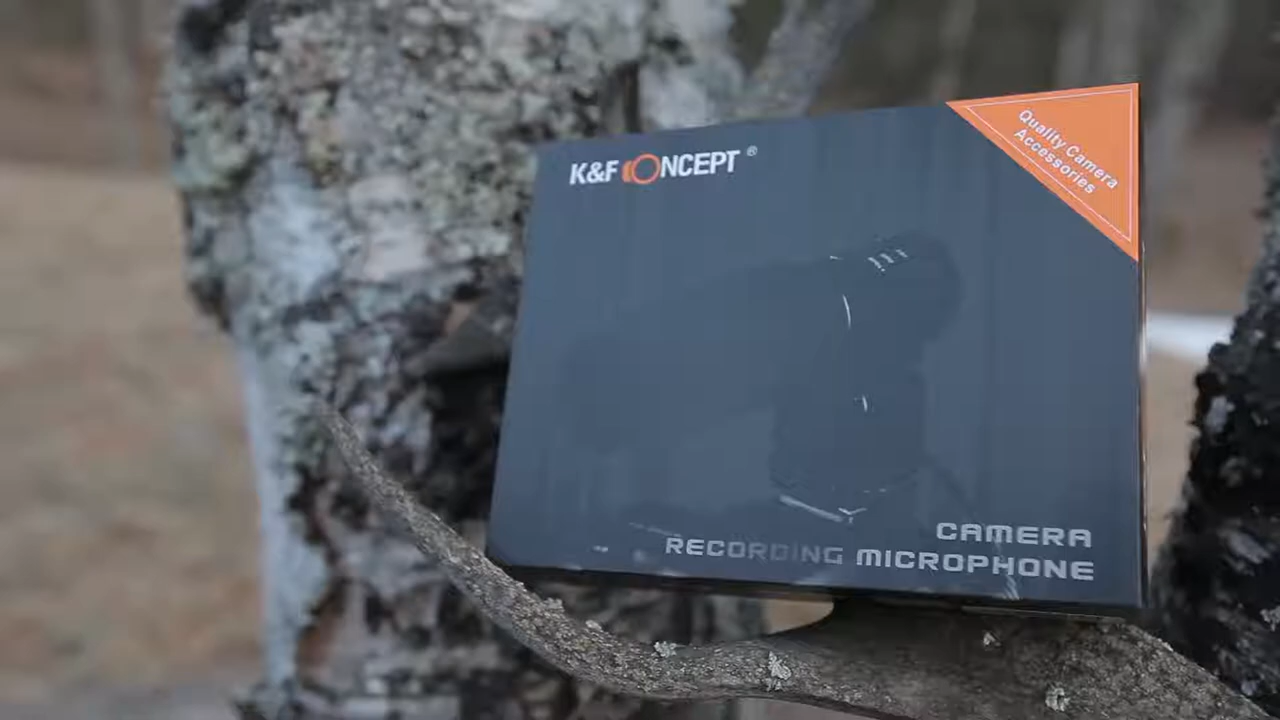 K&F CONCEPT®
Quality Camera
Accessories
CAMERA
RECORDING MICROPHONE